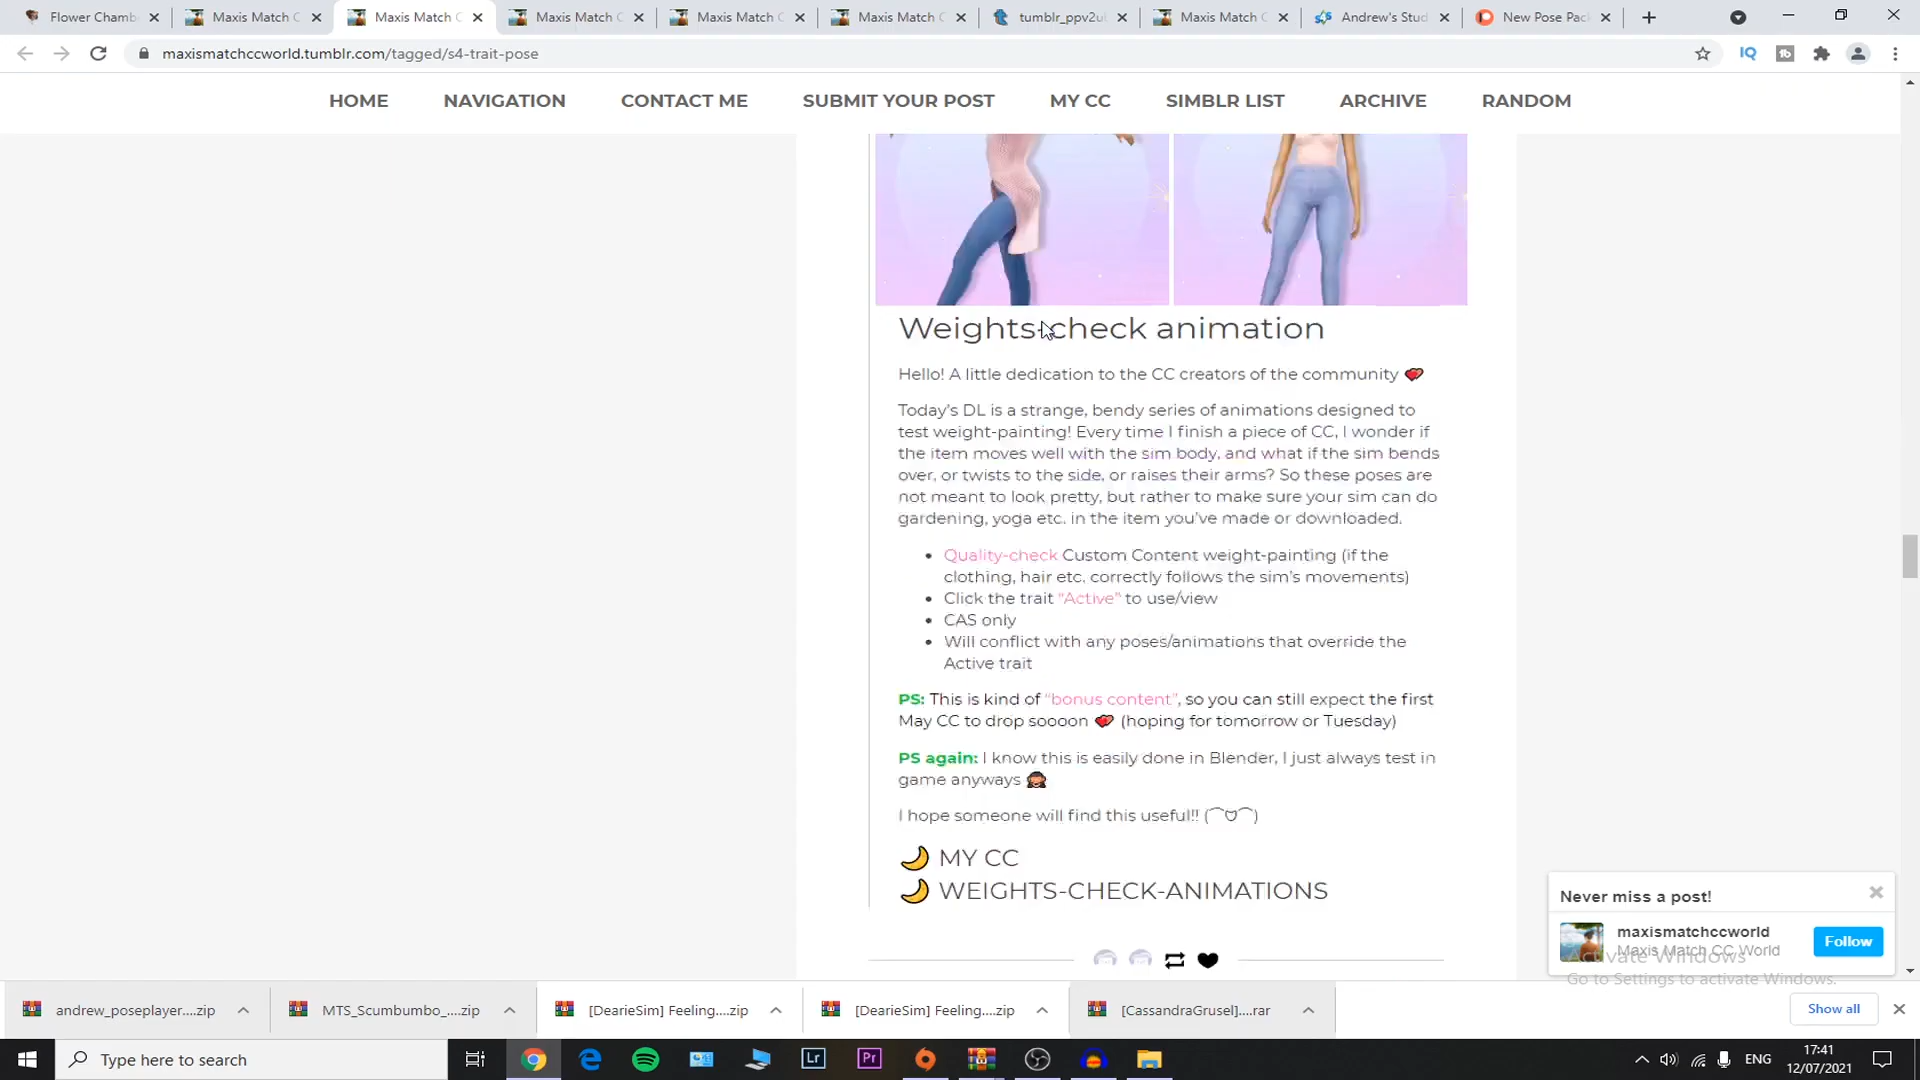 Flower Chamb
Maxis Match C
Maxis Match C
Maxis Match C
Maxis Match C
Maxis Match C
tumblr_ppv2u
Maxis Match C
Andrew's Stud
New Pose Pac
maxismatchccworld.tumblr.com/tagged/s4-trait-pose
IQ
HOME
NAVIGATION
CONTACT ME
SUBMIT YOUR POST
MY CC
SIMBLR LIST
ARCHIVE
RANDOM
Weights-check animation
Hello! A little dedication to the CC creators of the community 💕
Today's DL is a strange, bendy series of animations designed to
test weight-painting! Every time I finish a piece of CC, I wonder if
the item moves well with the sim body, and what if the sim bends
over, or twists to the side, or raises their arms? So these poses are
not meant to look pretty, but rather to make sure your sim can do
gardening, yoga etc. in the item you've made or downloaded.
• Quality-check Custom Content weight-painting (if the
clothing, hair etc. correctly follows the sim's movements)
• Click the trait "Active" to use/view
• CAS only
• Will conflict with any poses/animations that override the
Active trait
PS: This is kind of "bonus content", so you can still expect the first
May CC to drop soooon 💕 (hoping for tomorrow or Tuesday)
PS again: I know this is easily done in Blender, I just always test in
game anyways 🙈
I hope someone will find this useful!! (⌒▽⌒)
🌙 MY CC
🌙 WEIGHTS-CHECK-ANIMATIONS
Never miss a post!
maxismatchccworld
Maxis Match CC World
Follow
Activate Windows
Go to Settings to activate Windows.
andrew_poseplayer....zip
MTS_Scumbumbo_....zip
[DearieSim] Feeling....zip
[DearieSim] Feeling....zip
[CassandraGrusel]....rar
Show all
Type here to search
Lr
Pr
ENG
17:41
12/07/2021